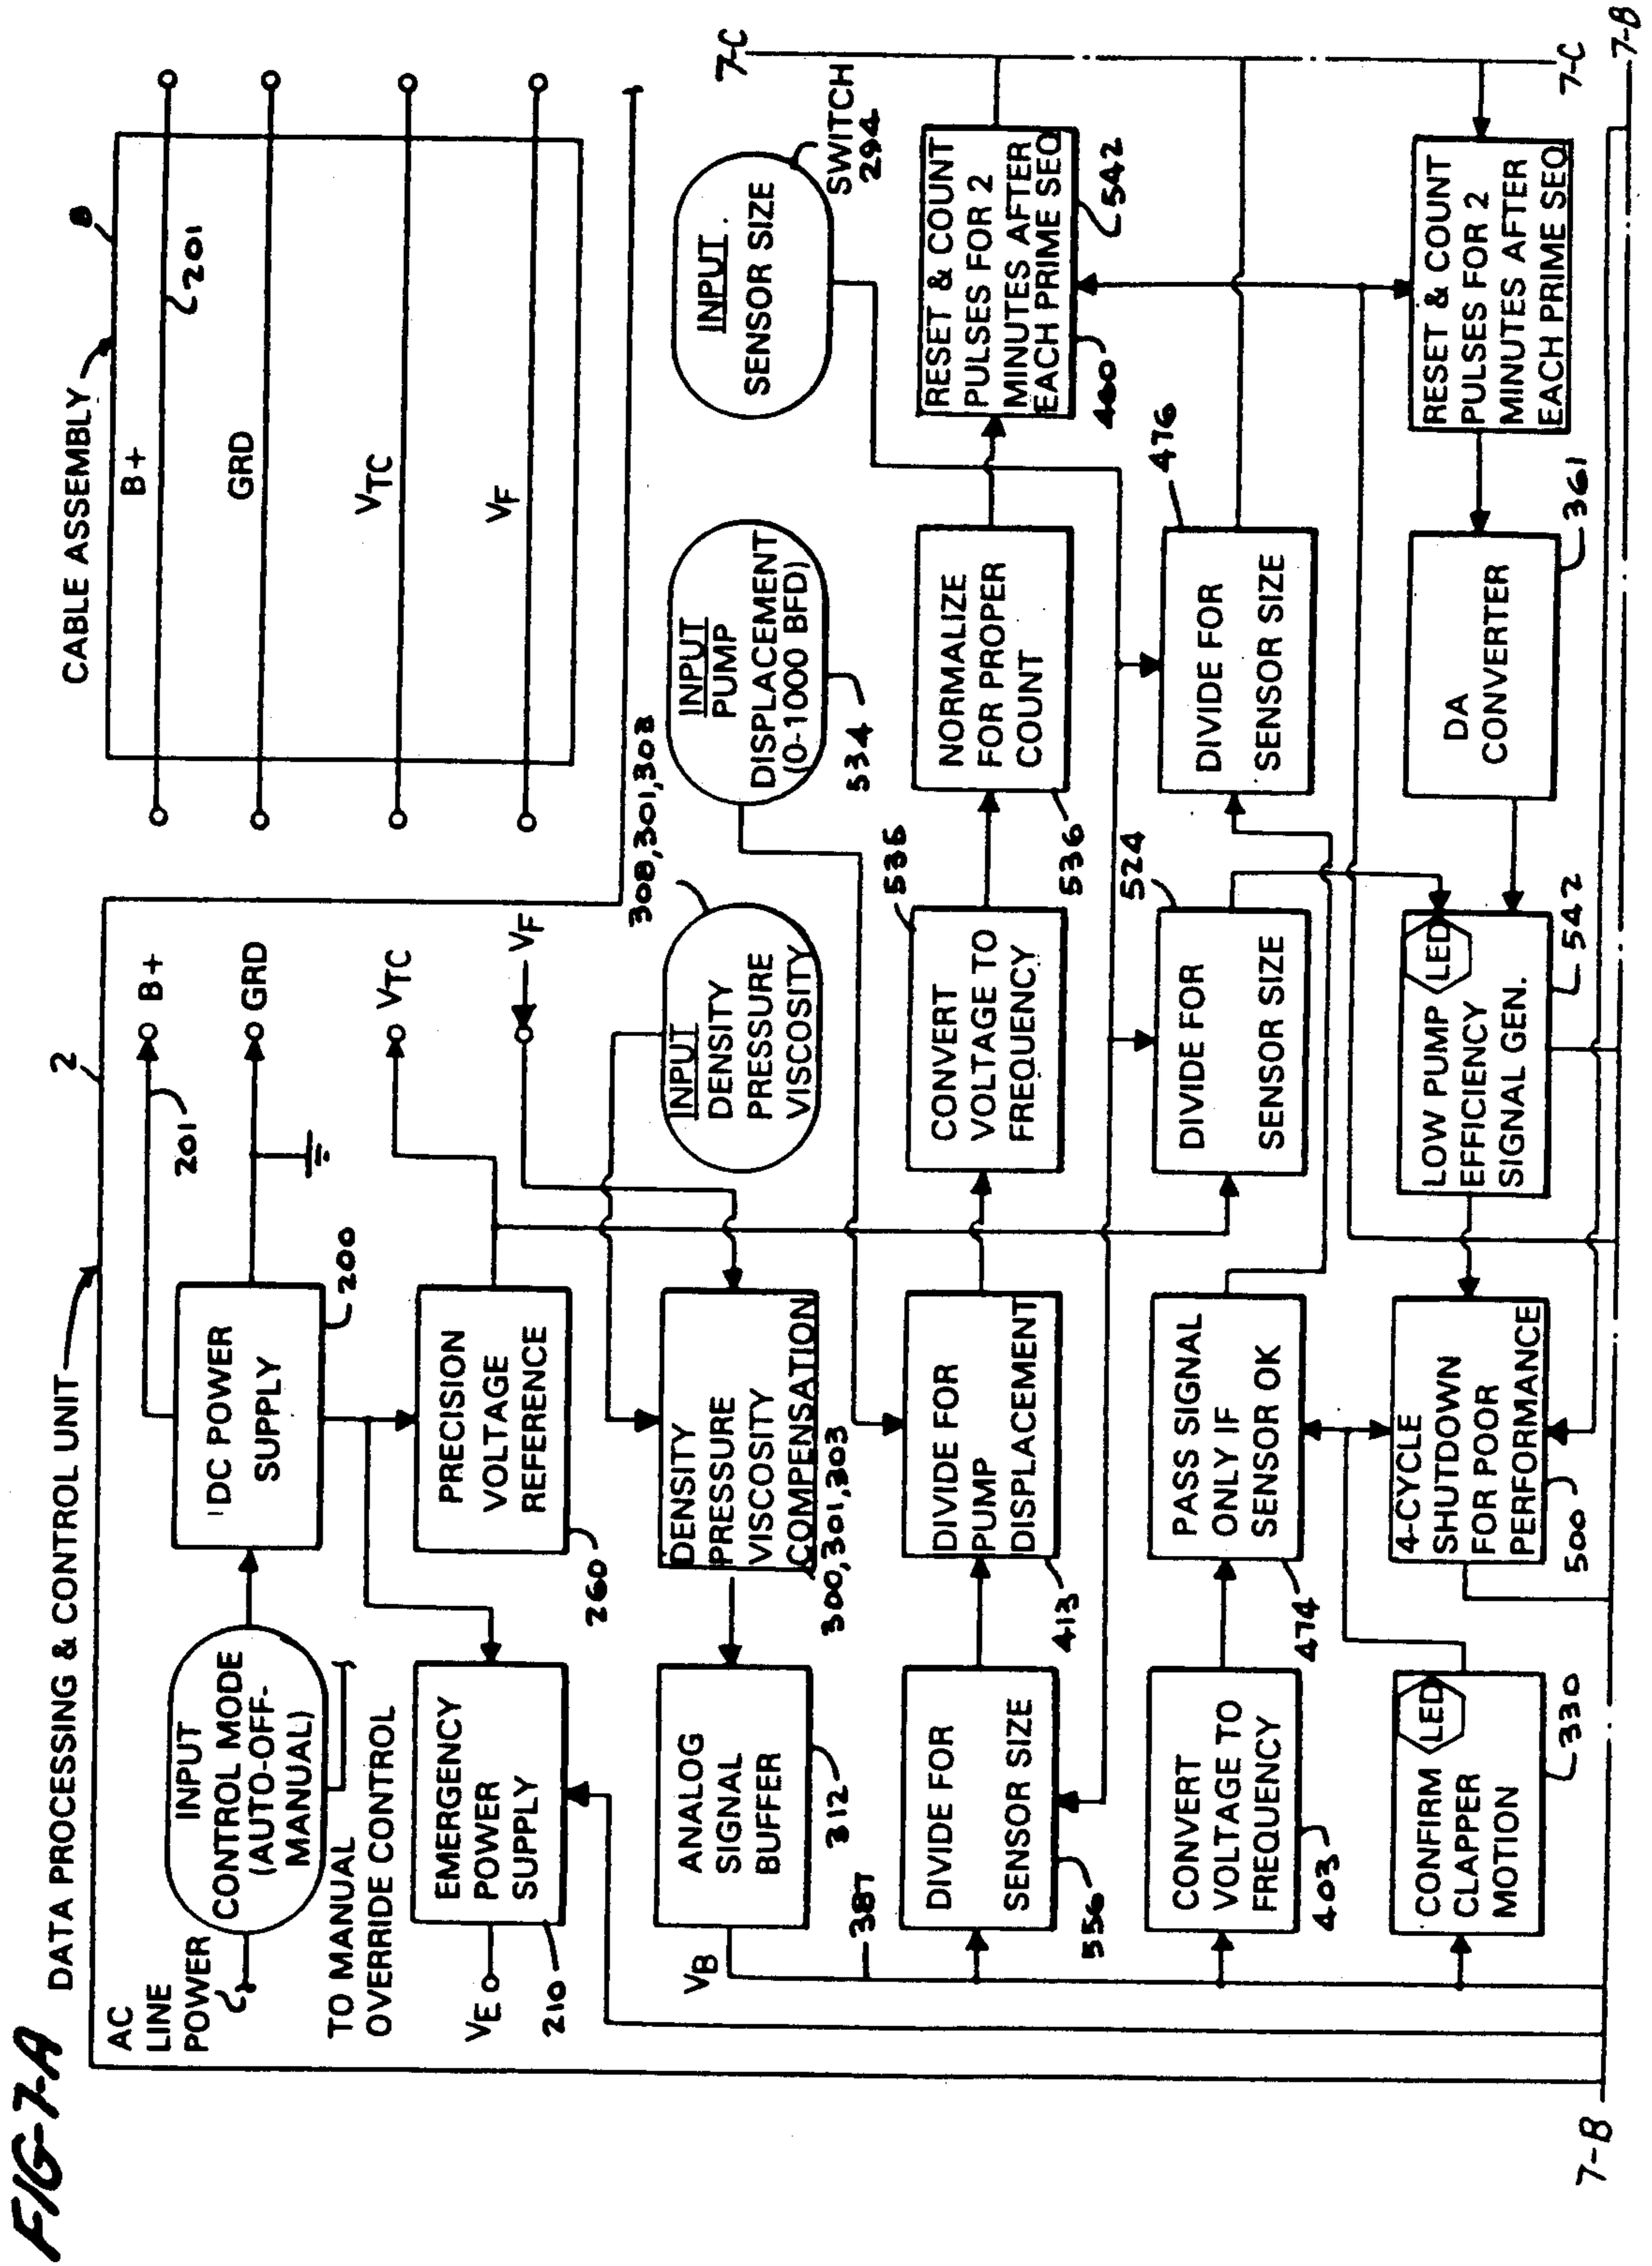 FIG-7-A
DATA PROCESSING & CONTROL UNIT
2
CABLE ASSEMBLY
8
AC
LINE
POWER
INPUT
CONTROL MODE
(AUTO-OFF-
MANUAL)
TO MANUAL
OVERRIDE CONTROL
DC POWER
SUPPLY
200
201
B+
GRD
VTC
VF
B+
201
GRD
VTC
VF
VE
EMERGENCY
POWER
SUPPLY
210
PRECISION
VOLTAGE
REFERENCE
260
VB
387
ANALOG
SIGNAL
BUFFER
312
DENSITY
PRESSURE
VISCOSITY
COMPENSATION
300,301,303
INPUT
DENSITY
PRESSURE
VISCOSITY
308,301,303
INPUT
PUMP
DISPLACEMENT
(0-1000 BFD)
534
INPUT
SENSOR SIZE
SWITCH
294
DIVIDE FOR
SENSOR SIZE
556
DIVIDE FOR
PUMP
DISPLACEMENT
413
CONVERT
VOLTAGE TO
FREQUENCY
535
NORMALIZE
FOR PROPER
COUNT
536
RESET & COUNT
PULSES FOR 2
MINUTES AFTER
EACH PRIME SEQ
460
542
7-C
CONVERT
VOLTAGE TO
FREQUENCY
403
PASS SIGNAL
ONLY IF
SENSOR OK
474
DIVIDE FOR
SENSOR SIZE
524
DIVIDE FOR
SENSOR SIZE
476
CONFIRM
CLAPPER
MOTION
LED
330
4-CYCLE
SHUTDOWN
FOR POOR
PERFORMANCE
500
LOW PUMP
EFFICIENCY
SIGNAL GEN.
LED
542
DA
CONVERTER
361
RESET & COUNT
PULSES FOR 2
MINUTES AFTER
EACH PRIME SEQ
7-C
7-B
7-B